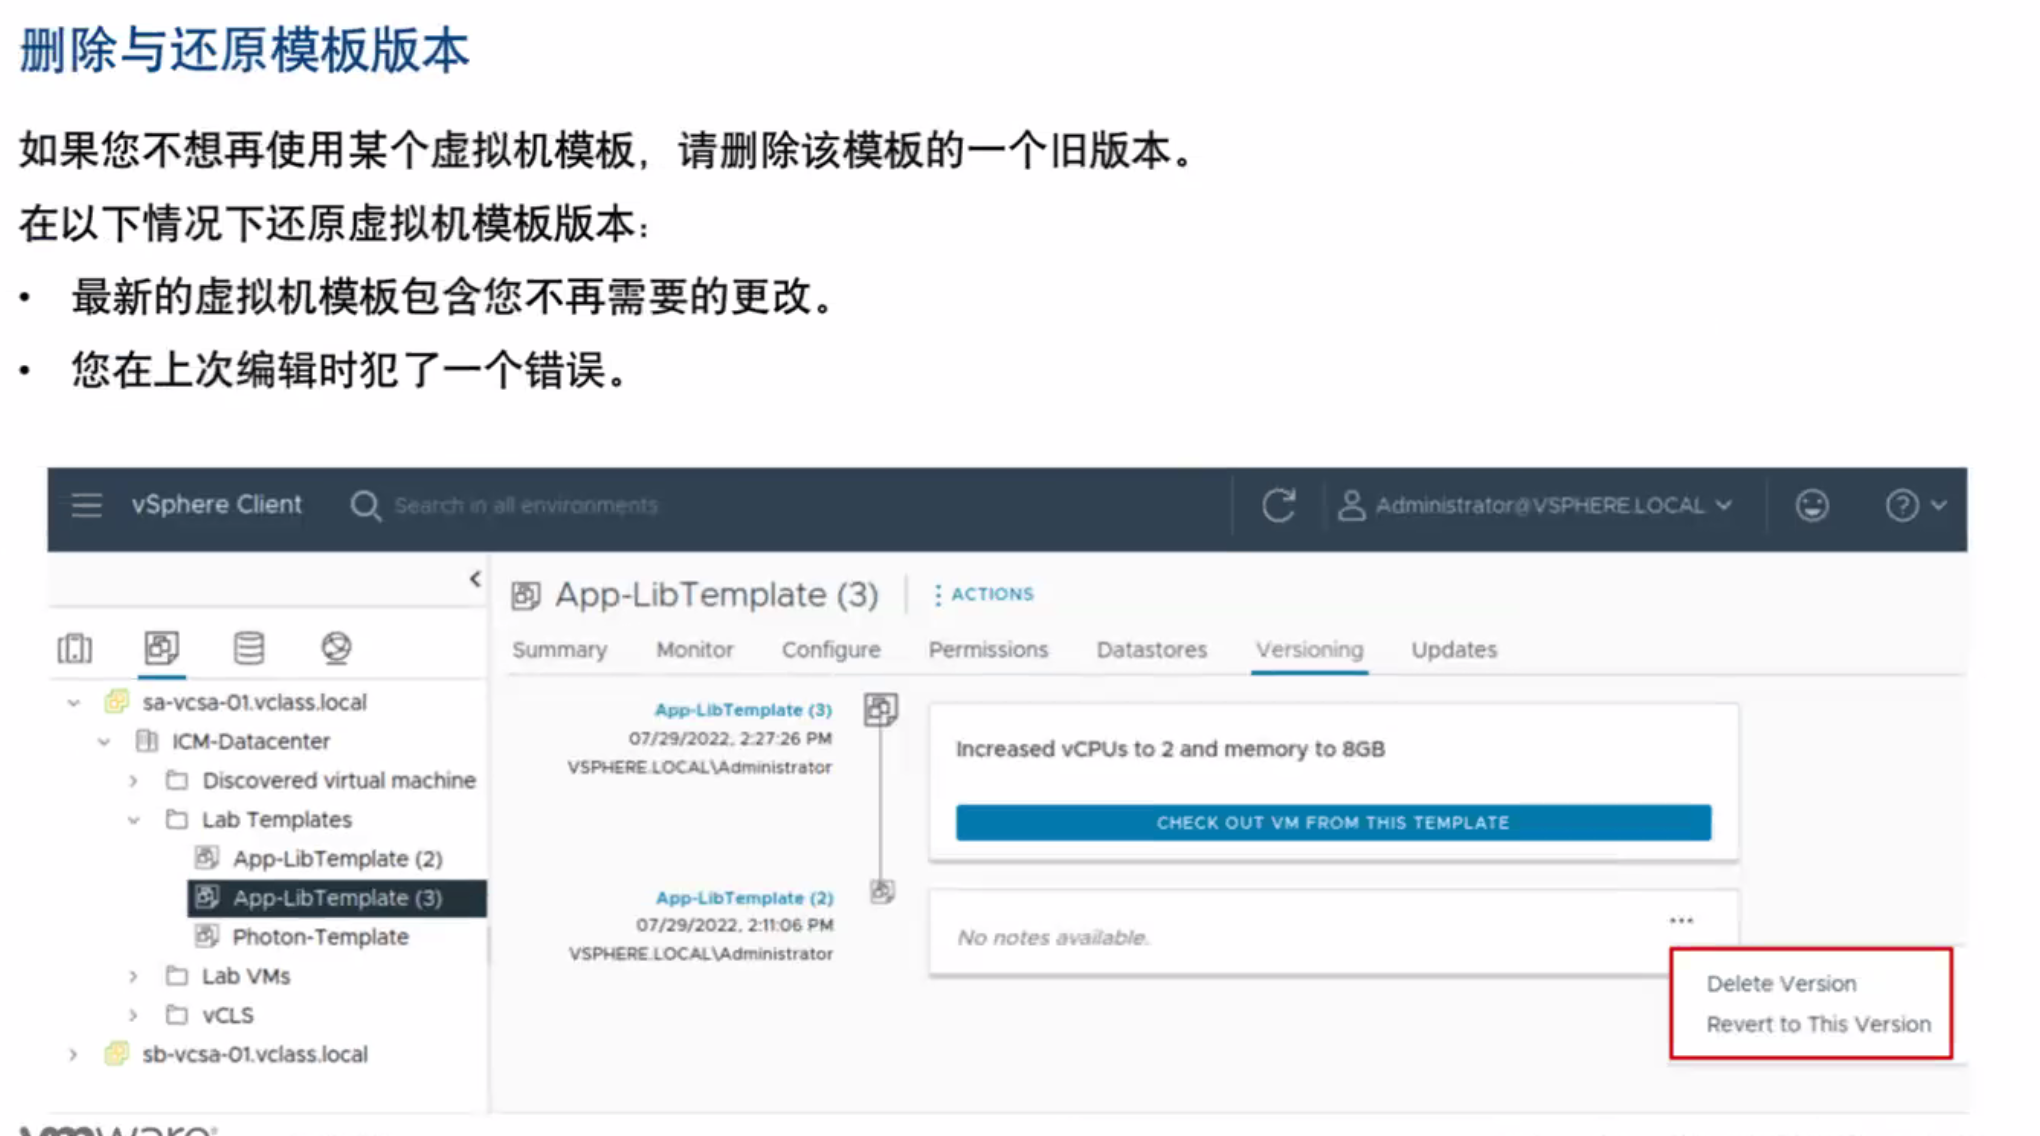 删除与还原模板版本
如果您不想再使用某个虚拟机模板，请删除该模板的一个旧版本。
在以下情况下还原虚拟机模板版本：
• 最新的虚拟机模板包含您不再需要的更改。
• 您在上次编辑时犯了一个错误。
vSphere Client Search in all environments Administrator@VSPHERE.LOCAL
App-LibTemplate (3) ACTIONS
Summary Monitor Configure Permissions Datastores Versioning Updates
sa-vcsa-01.vclass.local
ICM-Datacenter
Discovered virtual machine
Lab Templates
App-LibTemplate (2)
App-LibTemplate (3)
Photon-Template
Lab VMs
vCLS
sb-vcsa-01.vclass.local
App-LibTemplate (3)
07/29/2022, 2:27:26 PM
VSPHERE.LOCAL\Administrator
Increased vCPUs to 2 and memory to 8GB
CHECK OUT VM FROM THIS TEMPLATE
App-LibTemplate (2)
07/29/2022, 2:11:06 PM
VSPHERE.LOCAL\Administrator
No notes available.
Delete Version
Revert to This Version
vmware